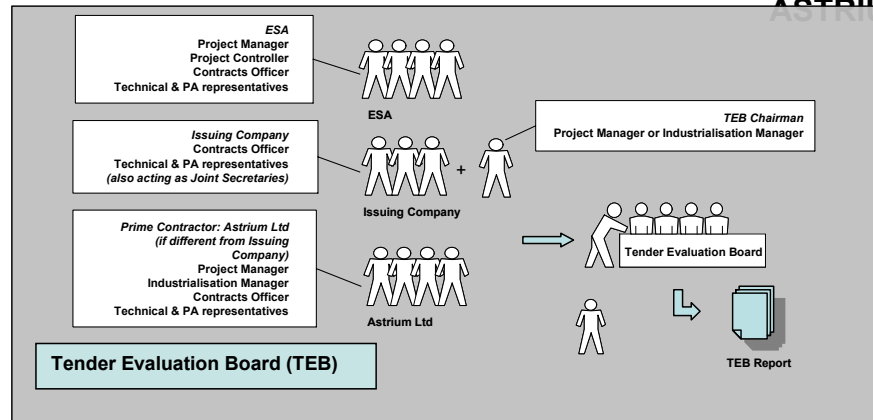 ASTRIU
ESA
Project Manager
Project Controller
Contracts Officer
Technical & PA representatives
ESA
Issuing Company
Contracts Officer
Technical & PA representatives
(also acting as Joint Secretaries)
+
Issuing Company
TEB Chairman
Project Manager or Industrialisation Manager
Prime Contractor: Astrium Ltd
(if different from Issuing
Company)
Project Manager
Industrialisation Manager
Contracts Officer
Technical & PA representatives
Astrium Ltd
Tender Evaluation Board
TEB Report
Tender Evaluation Board (TEB)